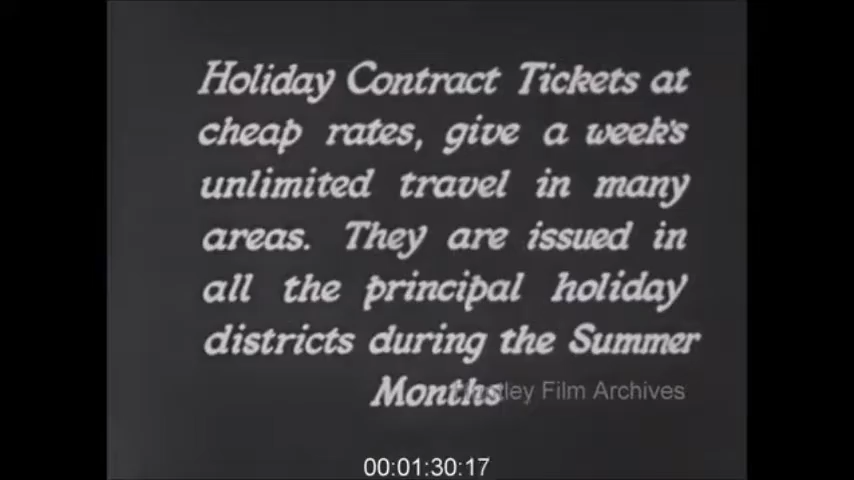 Holiday Contract Tickets at
cheap rates, give a week's
unlimited travel in many
areas. They are issued in
all the principal holiday
districts during the Summer
Months
Film Archives
00:01:30:17